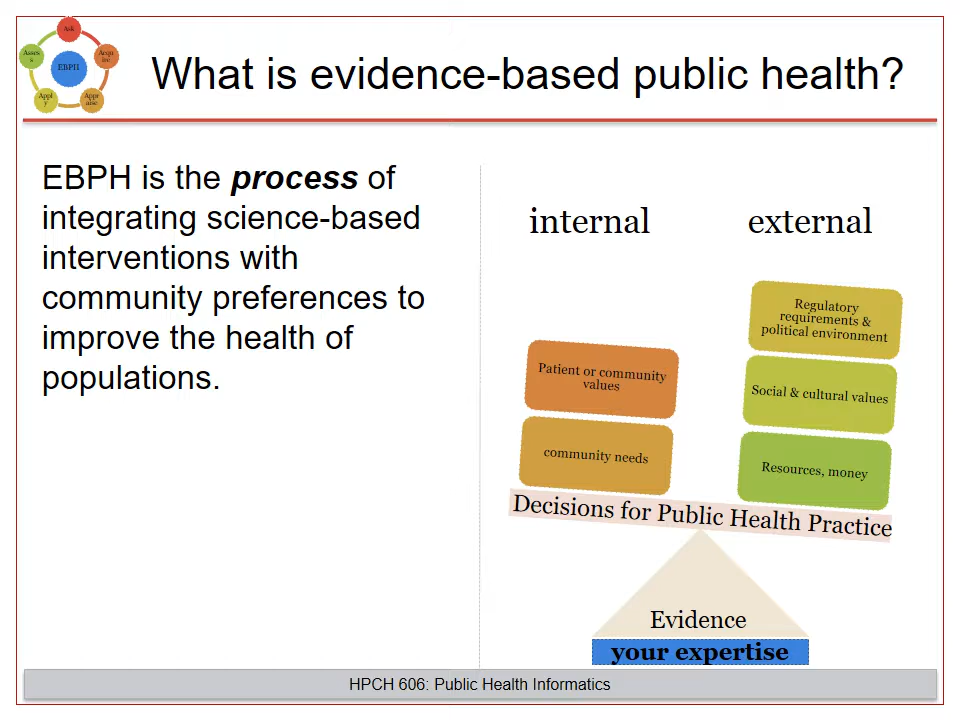 Ask
Asses
s
Acqu
ire
EBPH
Appl
y
Appr
aise
What is evidence-based public health?
EBPH is the process of
integrating science-based
interventions with
community preferences to
improve the health of
populations.
internal
external
Regulatory
requirements &
political environment
Patient or community
values
Social & cultural values
community needs
Resources, money
Decisions for Public Health Practice
Evidence
your expertise
HPCH 606: Public Health Informatics